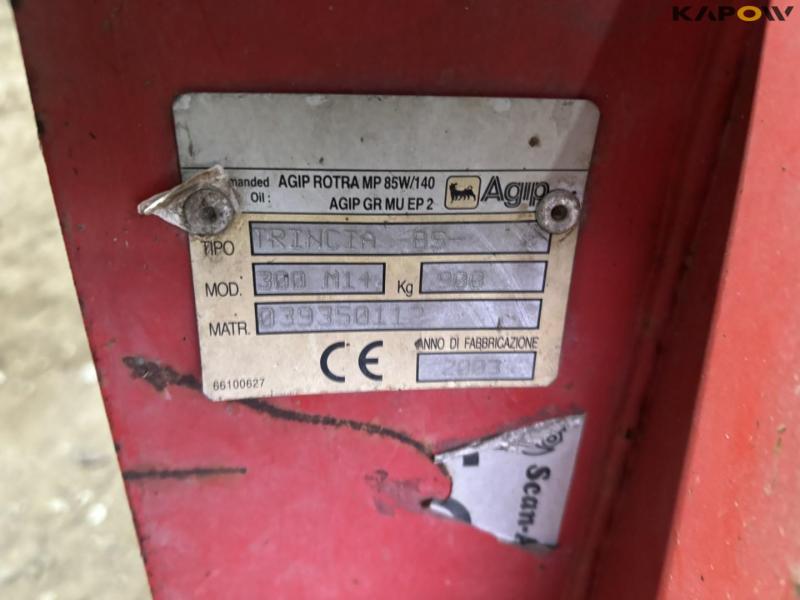 KAPOW
manded AGIP ROTRA MP 85W/140
Oil : AGIP GR MU EP 2
Agip
TIPO TRINCIA -BS-
MOD. 300 M14 Kg 900
MATR. 039350112
CE ANNO DI FABBRICAZIONE
2003
66100627
Scan-